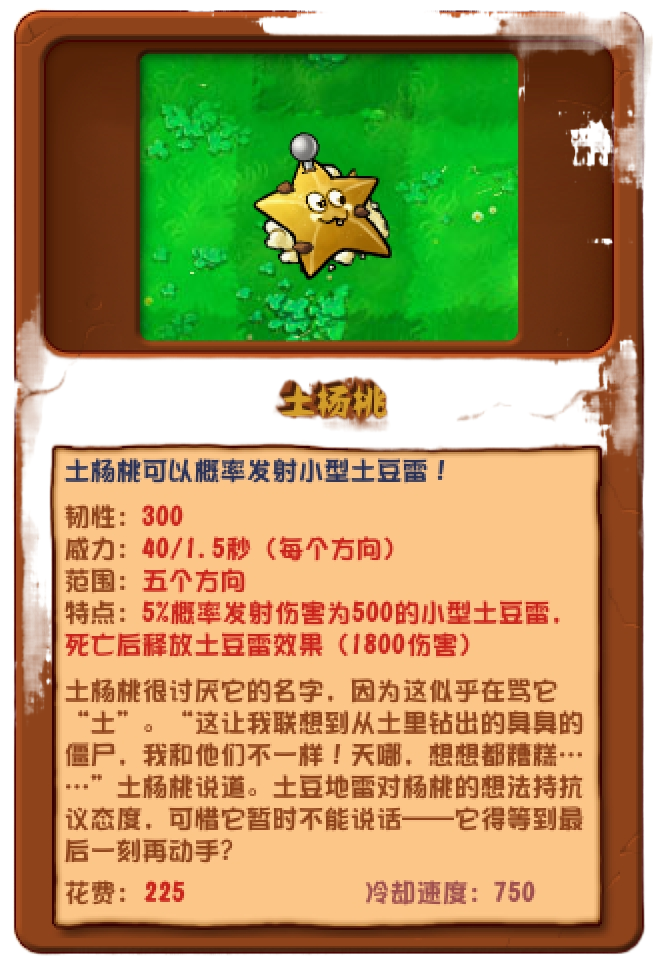 土杨桃
土杨桃可以概率发射小型土豆雷！
韧性：300
威力：40/1.5秒（每个方向）
范围：五个方向
特点：5%概率发射伤害为500的小型土豆雷，
死亡后释放土豆雷效果（1800伤害）
土杨桃很讨厌它的名字，因为这似乎在骂它
“土”。“这让我联想到从土里钻出的臭臭的
僵尸，我和他们不一样！天哪，想想都糟糕…
…”土杨桃说道。土豆地雷对杨桃的想法持抗
议态度，可惜它暂时不能说话——它得等到最
后一刻再动手？
花费：225 冷却速度：750